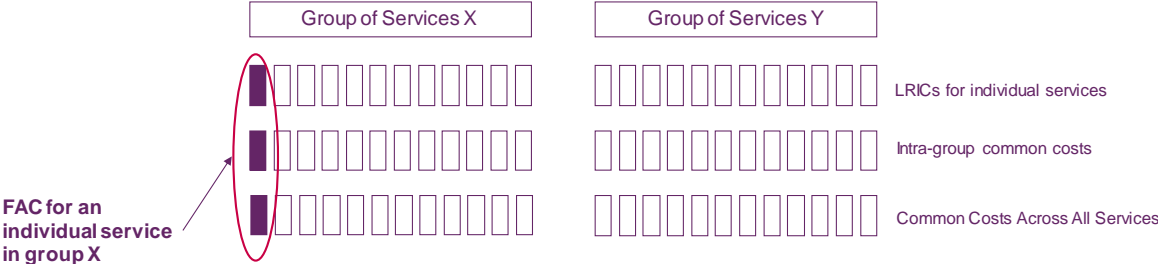 Group of Services X
Group of Services Y
LRICs for individual services
Intra-group common costs
FAC for an
individual service
in group X
Common Costs Across All Services